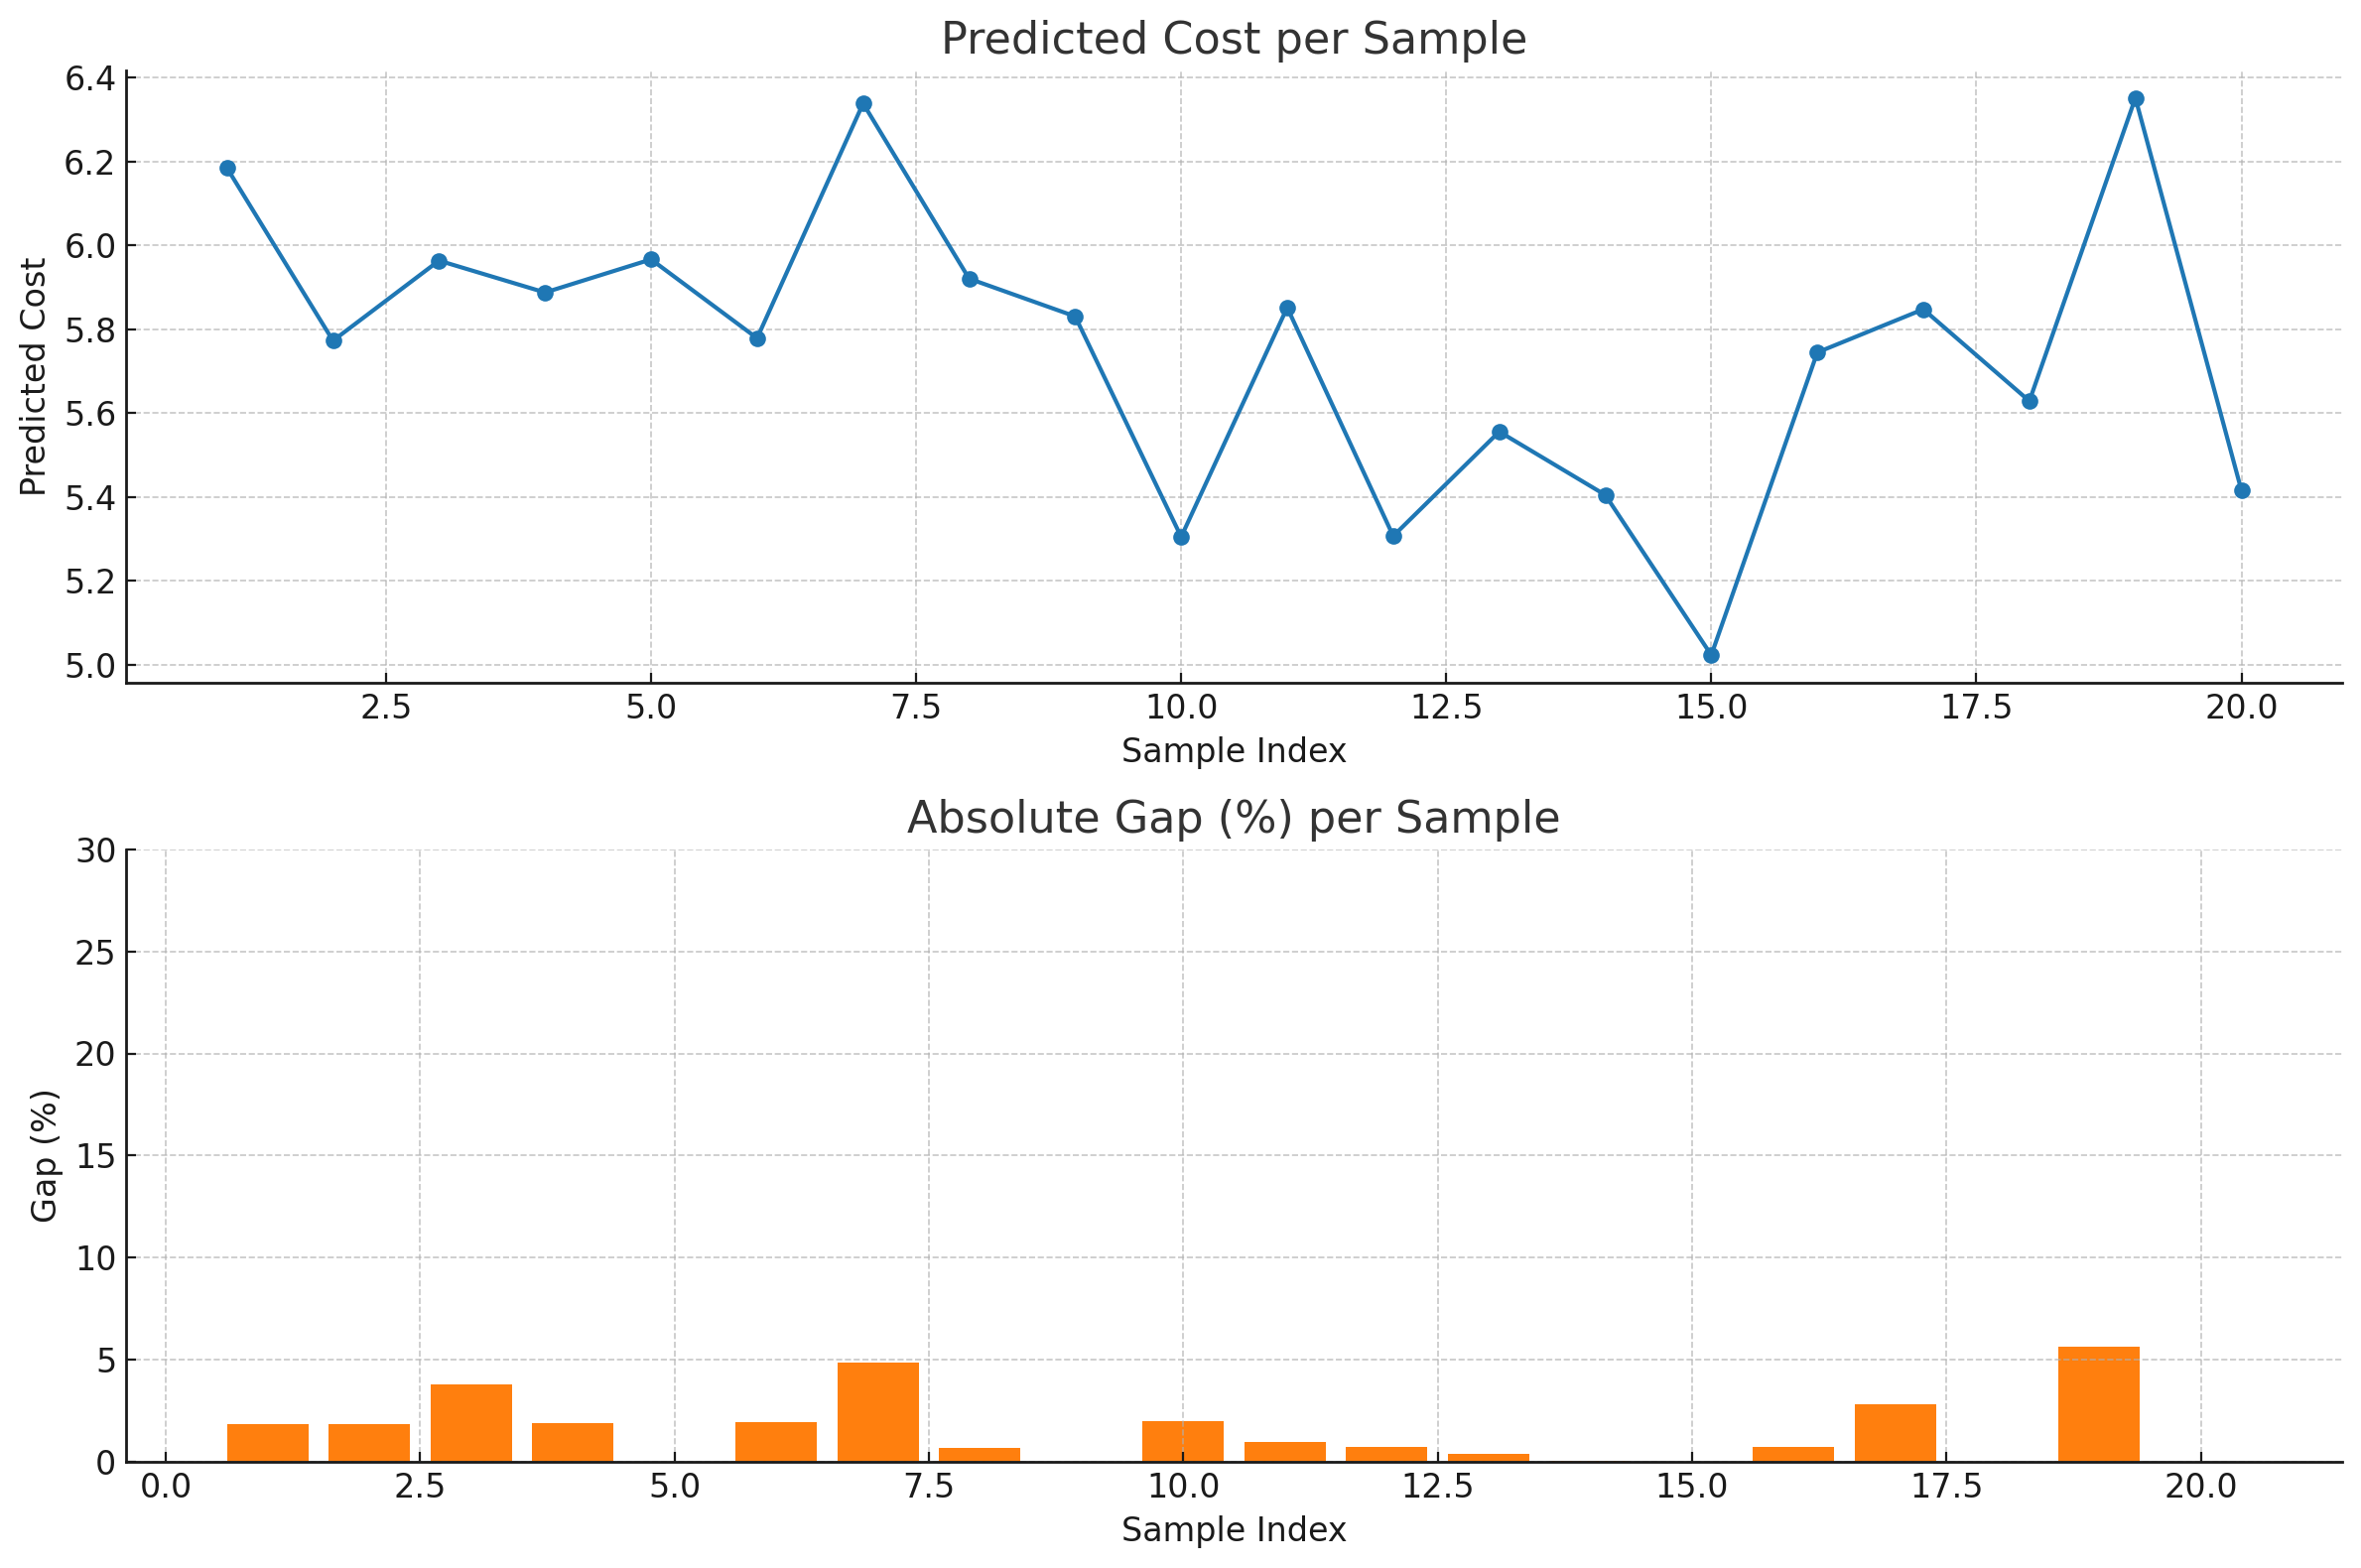 Predicted Cost per Sample
6.4
6.2
6.0
5.8
5.6
5.4
5.2
5.0
Predicted Cost
2.5 5.0 7.5 10.0 12.5 15.0 17.5 20.0
Sample Index
Absolute Gap (%) per Sample
30
25
20
15
10
5
0
Gap (%)
0.0 2.5 5.0 7.5 10.0 12.5 15.0 17.5 20.0
Sample Index